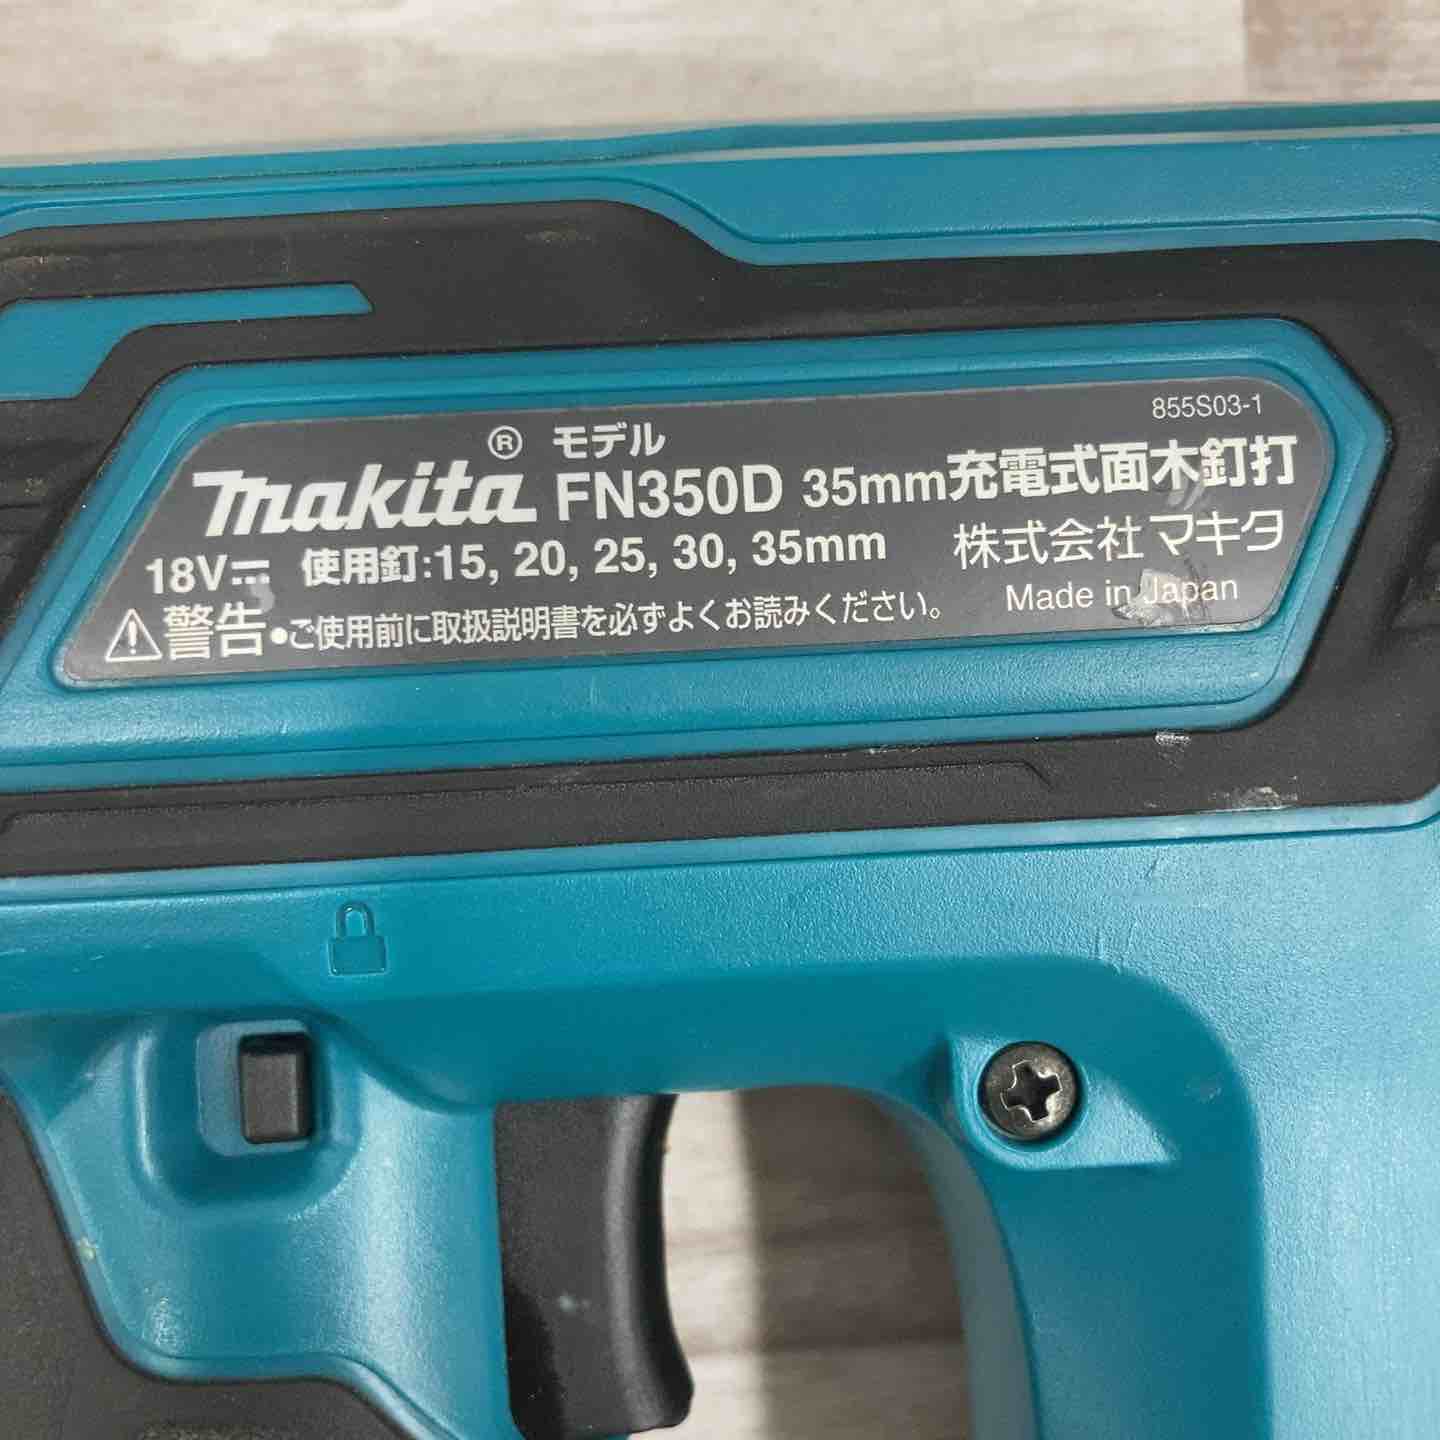 855S03-1
makita® モデル FN350D 35mm充電式面木釘打
18V 使用釘:15, 20, 25, 30, 35mm 株式会社マキタ
警告 •ご使用前に取扱説明書を必ずよくお読みください。 Made in Japan